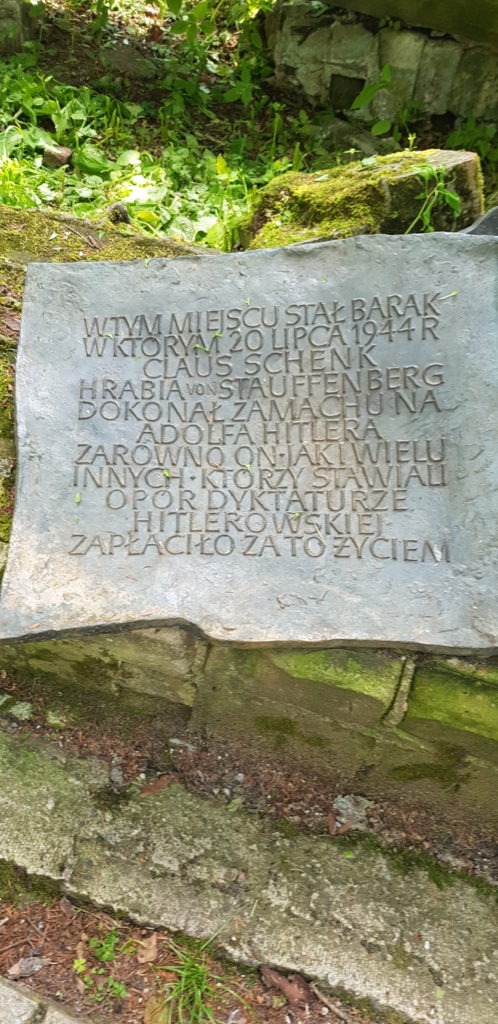 W TYM MIEJSCU STAŁ BARAK
W KTÓRYM 20 LIPCA 1944 R
CLAUS SCHENK
HRABIA VON STAUFFENBERG
DOKONAŁ ZAMACHU NA
ADOLFA HITLERA
ZARÓWNO ON · JAK I WIELU
INNYCH · KTÓRZY STAWIALI
OPÓR DYKTATURZE
HITLEROWSKIEJ
ZAPŁACIŁO ZA TO ŻYCIEM